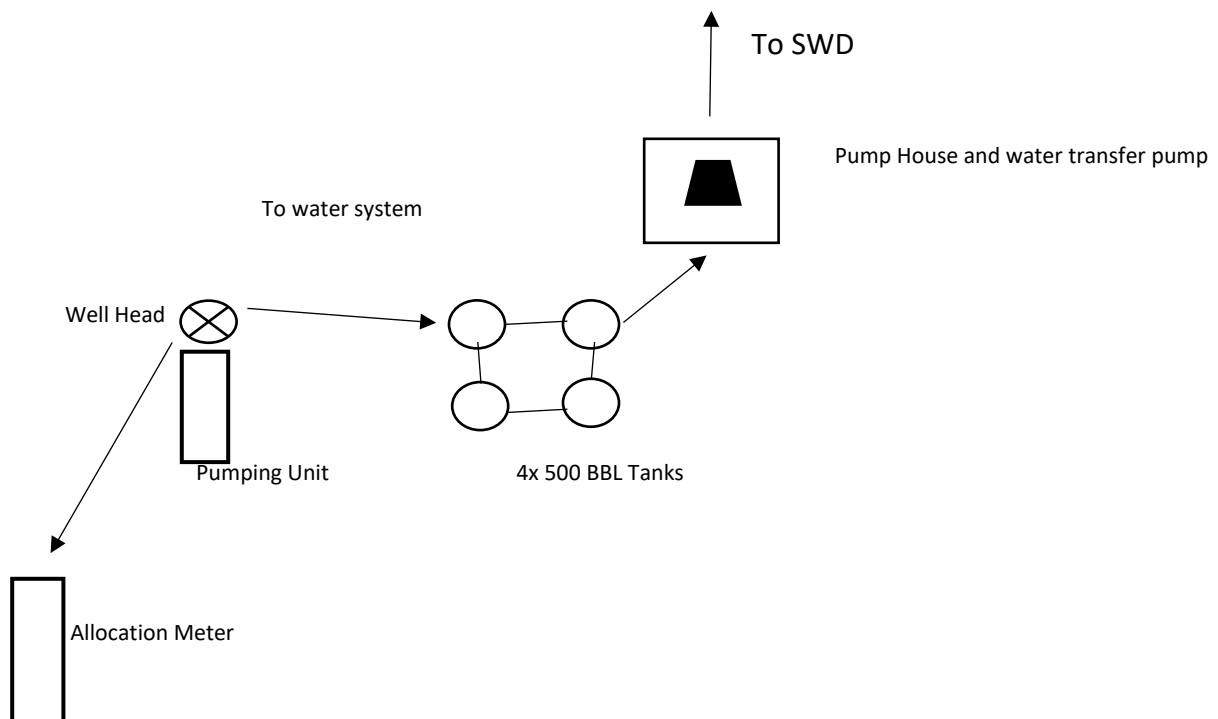 To SWD
Pump House and water transfer pump
To water system
Well Head
Pumping Unit
4x 500 BBL Tanks
Allocation Meter